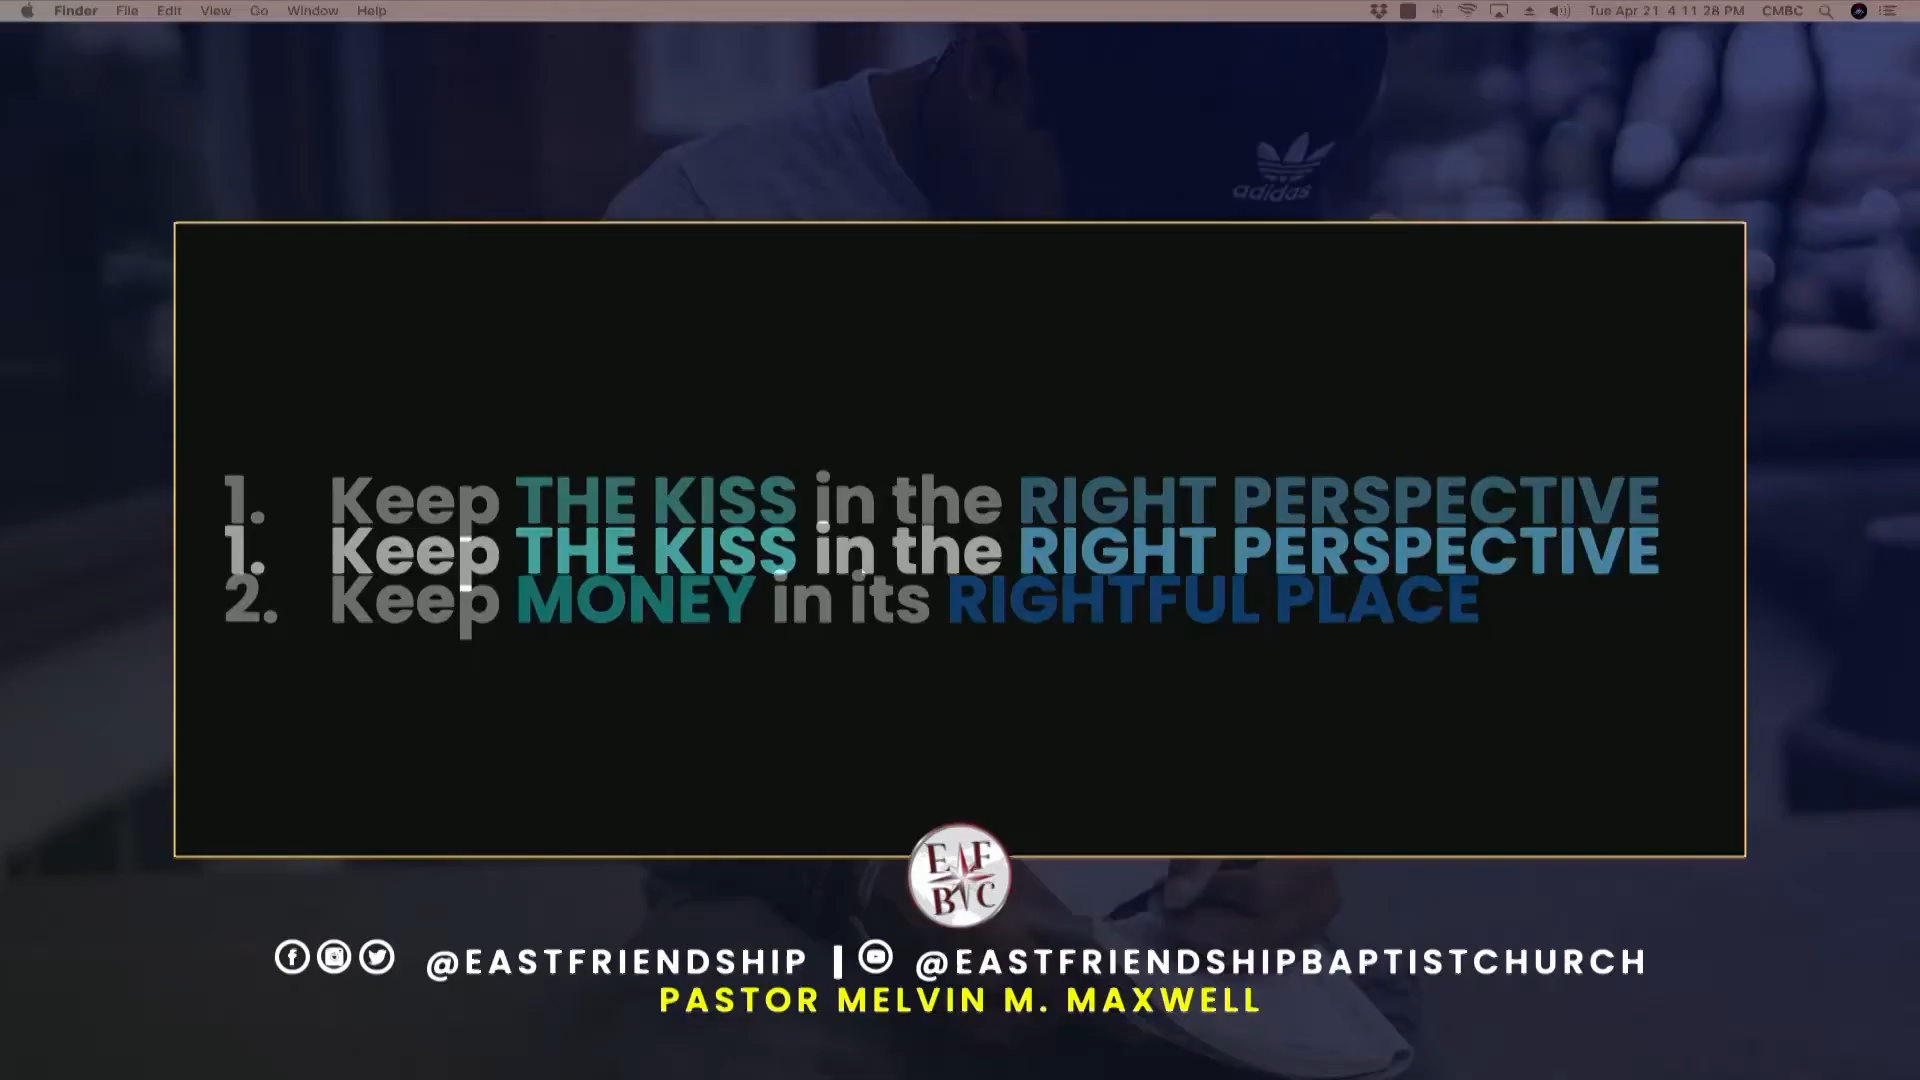 Finder File Edit View Go Window Help Tue Apr 21 4 11 28 PM CMBC
adidas
1. Keep THE KISS in the RIGHT PERSPECTIVE
1. Keep THE KISS in the RIGHT PERSPECTIVE
2. Keep MONEY in its RIGHTFUL PLACE
E F
B C
@EASTFRIENDSHIP | @EASTFRIENDSHIPBAPTISTCHURCH
PASTOR MELVIN M. MAXWELL